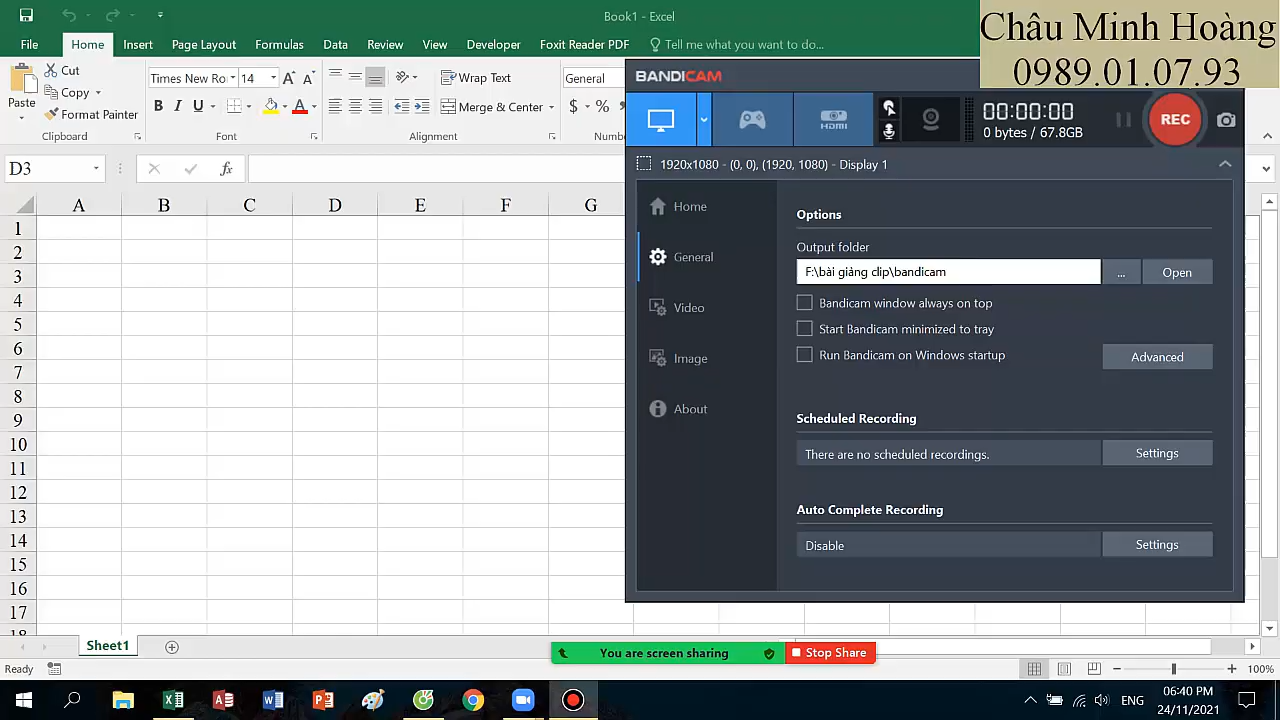 Book1 - Excel
Châu Minh Hoàng
0989.01.07.93
File Home Insert Page Layout Formulas Data Review View Developer Foxit Reader PDF Tell me what you want to do...
Paste
Cut
Copy
Format Painter
Clipboard
Times New Ro 14
B I U
Font
Wrap Text
Merge & Center
Alignment
General
$ %
BANDICAM
HDMI
00:00:00
0 bytes / 67.8GB
REC
1920x1080 - (0, 0), (1920, 1080) - Display 1
Home
General
Video
Image
About
Options
Output folder
F:\bài giảng clip\bandicam
... Open
Bandicam window always on top
Start Bandicam minimized to tray
Run Bandicam on Windows startup
Advanced
Scheduled Recording
There are no scheduled recordings.
Settings
Auto Complete Recording
Disable
Settings
D3
fx
A B C D E F G
1
2
3
4
5
6
7
8
9
10
11
12
13
14
15
16
17
Sheet1
You are screen sharing
Stop Share
Ready
100%
ENG
06:40 PM
24/11/2021